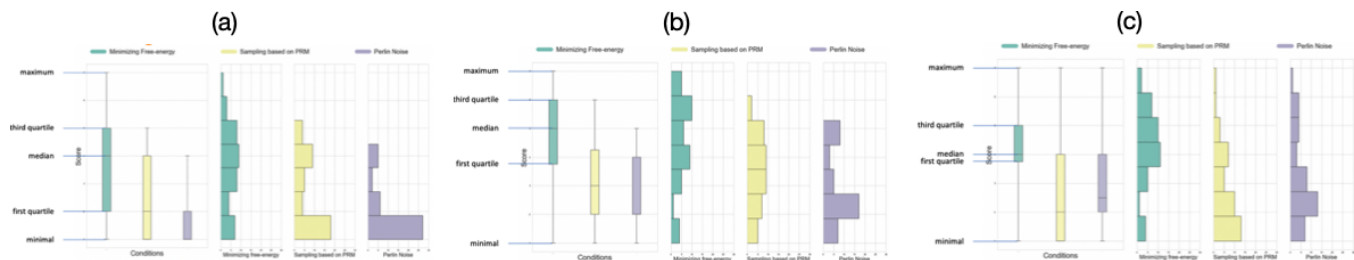 (a)
Minimizing Free-energy Sampling based on PRM Perlin Noise
maximum
third quartile
median
first quartile
minimal
Score
Conditions
Minimizing free-energy
Sampling based on PRM
Perlin Noise
(b)
Minimizing Free-energy Sampling based on PRM Perlin Noise
maximum
third quartile
median
first quartile
minimal
Score
Conditions
Minimizing free-energy
Sampling based on PRM
Perlin Noise
(c)
Minimizing Free-energy Sampling based on PRM Perlin Noise
maximum
third quartile
median
first quartile
minimal
Score
Conditions
Minimizing free-energy
Sampling based on PRM
Perlin Noise